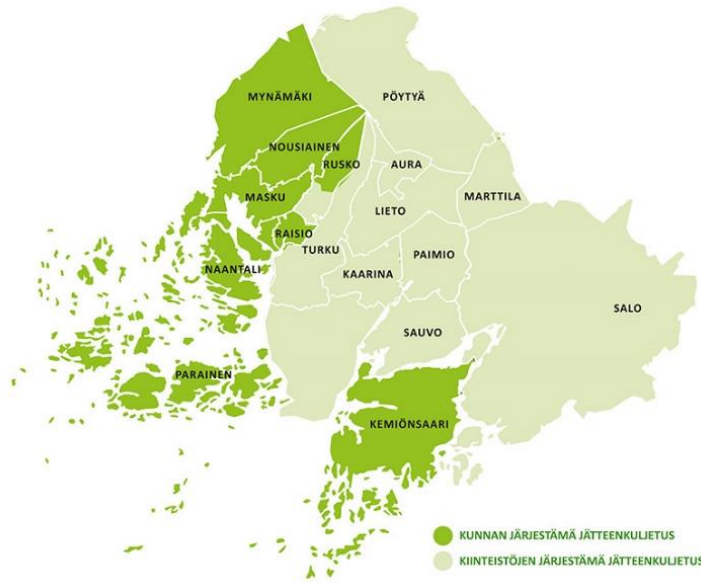 MYNÄMÄKI
PÖYTYÄ
NOUSIAINEN
RUSKO
AURA
MASKU
MARTTILA
LIETO
RAISIO
TURKU
PAIMIO
NAANTALI
KAARINA
SALO
SAUVO
PARAINEN
KEMIÖNSAARI
KUNNAN JÄRJESTÄMÄ JÄTTEENKULJETUS
KIINTEISTÖJEN JÄRJESTÄMÄ JÄTTEENKULJETUS